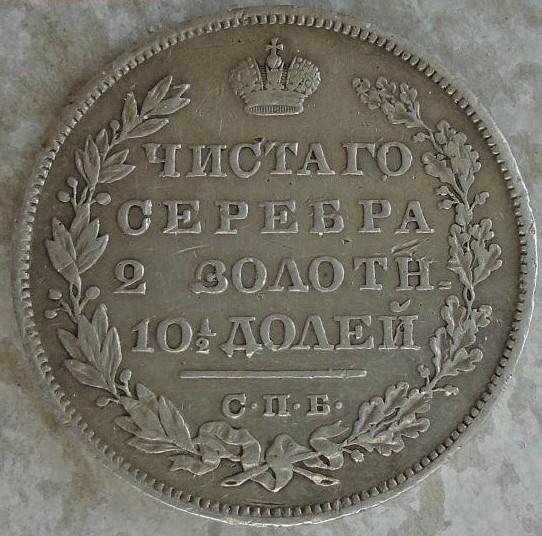 ЧИСТАГО
СЕРЕБРА
2 ЗОЛОТН.
10½ ДОЛЕЙ
С·П·Б·